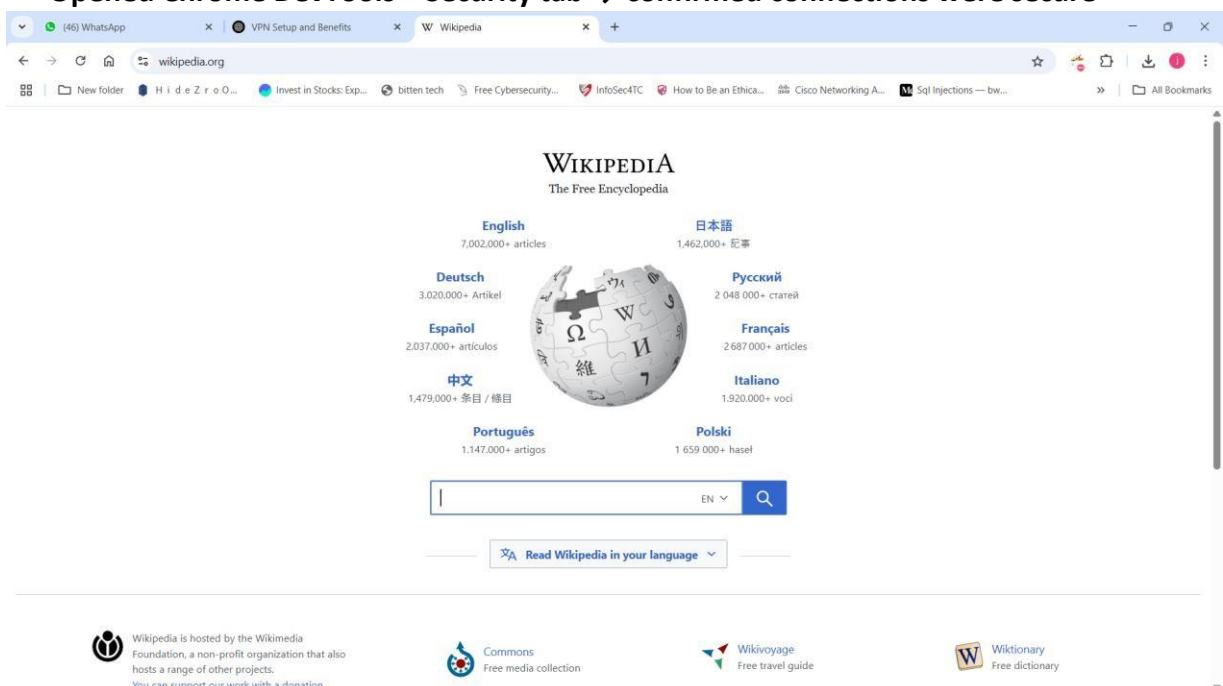 Opened Chrome DevTools
Security tab
confirmed connections were secure
(46) WhatsApp
VPN Setup and Benefits
Wikipedia
wikipedia.org
New folder
H i d e Z r o O...
Invest in Stocks: Exp...
bitten tech
Free Cybersecurity...
InfoSec4TC
How to Be an Ethica...
Cisco Networking A...
Sql Injections — bw...
All Bookmarks
WIKIPEDIA
The Free Encyclopedia
English
7,002,000+ articles
日本語
1,462,000+ 記事
Deutsch
3.020.000+ Artikel
Русский
2 048 000+ статей
Español
2.037.000+ artículos
Français
2 687 000+ articles
中文
1,479,000+ 条目 / 條目
Italiano
1.920.000+ voci
Português
1.147.000+ artigos
Polski
1 659 000+ haseł
EN
Read Wikipedia in your language
Wikipedia is hosted by the Wikimedia
Foundation, a non-profit organization that also
hosts a range of other projects.
You can support our work with a donation.
Commons
Free media collection
Wikivoyage
Free travel guide
Wiktionary
Free dictionary